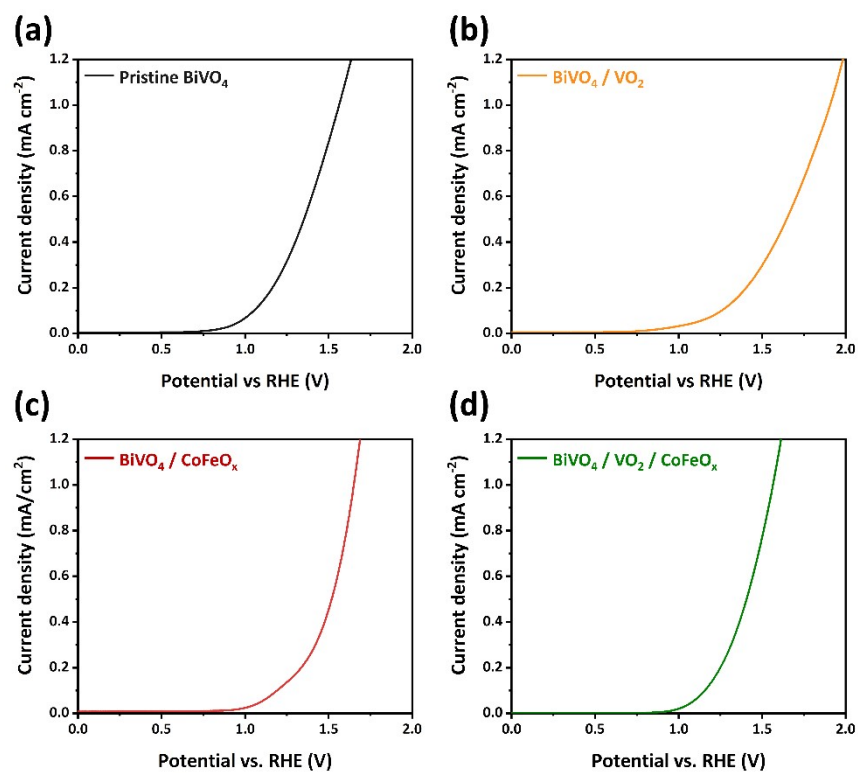 (a)
Pristine BiVO₄
1.2
1.0
0.8
0.6
0.4
0.2
0.0
Current density (mA cm⁻²)
0.0 0.5 1.0 1.5 2.0
Potential vs RHE (V)
(b)
BiVO₄ / VO₂
1.2
1.0
0.8
0.6
0.4
0.2
0.0
Current density (mA cm⁻²)
0.0 0.5 1.0 1.5 2.0
Potential vs RHE (V)
(c)
BiVO₄ / CoFeOₓ
1.2
1.0
0.8
0.6
0.4
0.2
0.0
Current density (mA/cm²)
0.0 0.5 1.0 1.5 2.0
Potential vs. RHE (V)
(d)
BiVO₄ / VO₂ / CoFeOₓ
1.2
1.0
0.8
0.6
0.4
0.2
0.0
Current density (mA cm⁻²)
0.0 0.5 1.0 1.5 2.0
Potential vs. RHE (V)